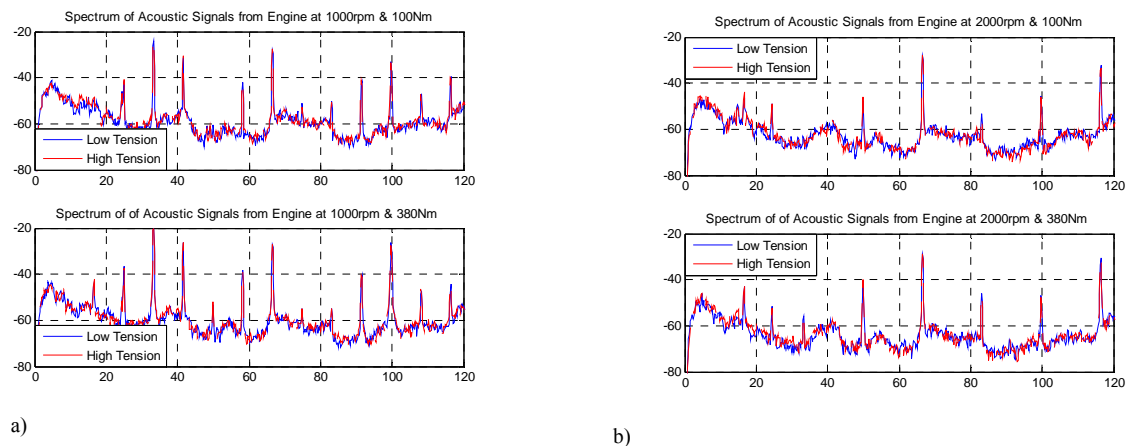 Spectrum of Acoustic Signals from Engine at 1000rpm & 100Nm
-20
-40
-60
-80
0 20 40 60 80 100 120
Low Tension
High Tension
Spectrum of of Acoustic Signals from Engine at 1000rpm & 380Nm
-20
-40
-60
-80
0 20 40 60 80 100 120
Low Tension
High Tension
a)
Spectrum of Acoustic Signals from Engine at 2000rpm & 100Nm
-20
-40
-60
-80
0 20 40 60 80 100 120
Low Tension
High Tension
Spectrum of of Acoustic Signals from Engine at 2000rpm & 380Nm
-20
-40
-60
-80
0 20 40 60 80 100 120
Low Tension
High Tension
b)